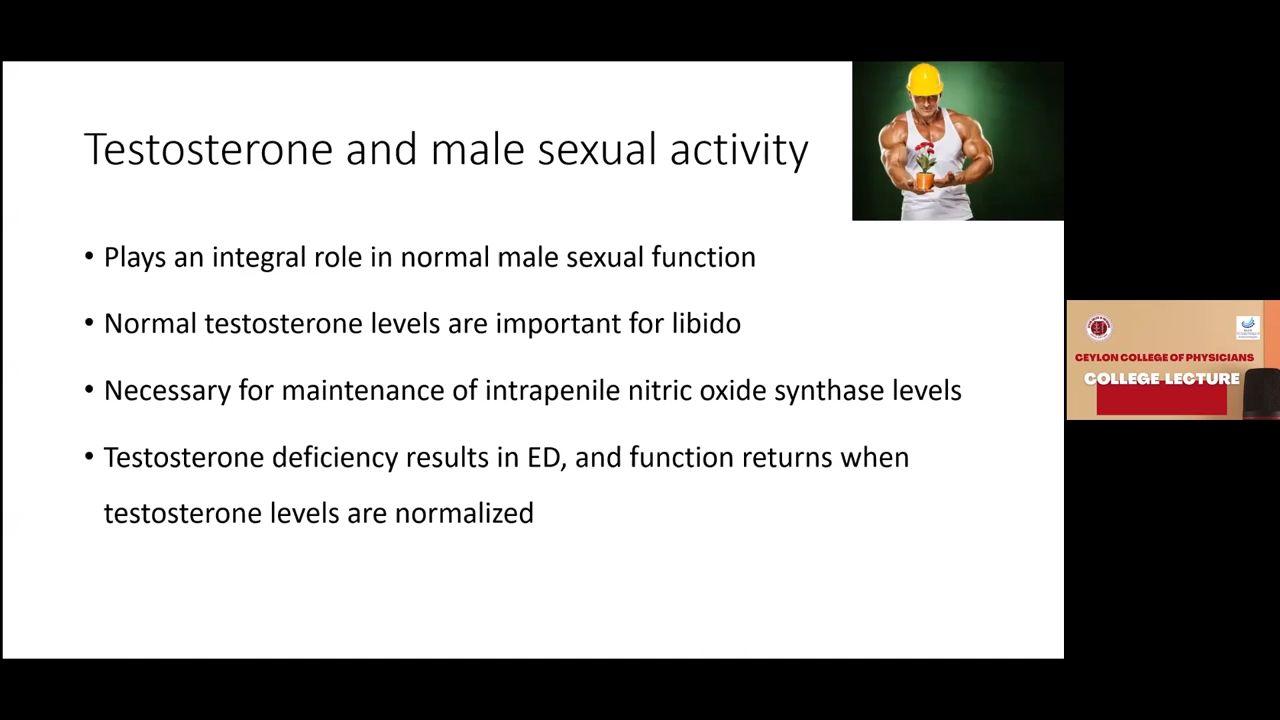 Testosterone and male sexual activity
• Plays an integral role in normal male sexual function
• Normal testosterone levels are important for libido
• Necessary for maintenance of intrapenile nitric oxide synthase levels
• Testosterone deficiency results in ED, and function returns when
testosterone levels are normalized
CEYLON COLLEGE OF PHYSICIANS
COLLEGE LECTURE